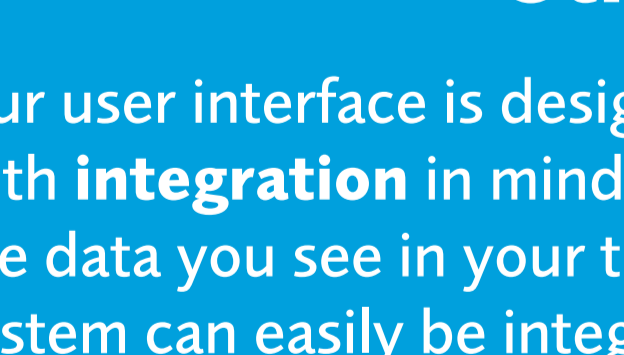 ur user interface is desig
th integration in mind
e data you see in your t
stem can easily be integ